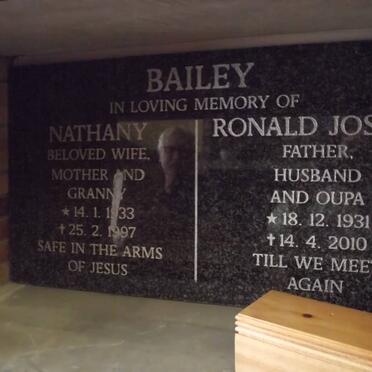 BAILEY
IN LOVING MEMORY OF
NATHANY
BELOVED WIFE,
MOTHER AND
GRANNY
★ 14. 1. 1933
✝ 25. 2. 1997
SAFE IN THE ARMS
OF JESUS
RONALD JOS
FATHER,
HUSBAND
AND OUPA
★ 18. 12. 1931
✝ 14. 4. 2010
TILL WE MEET
AGAIN